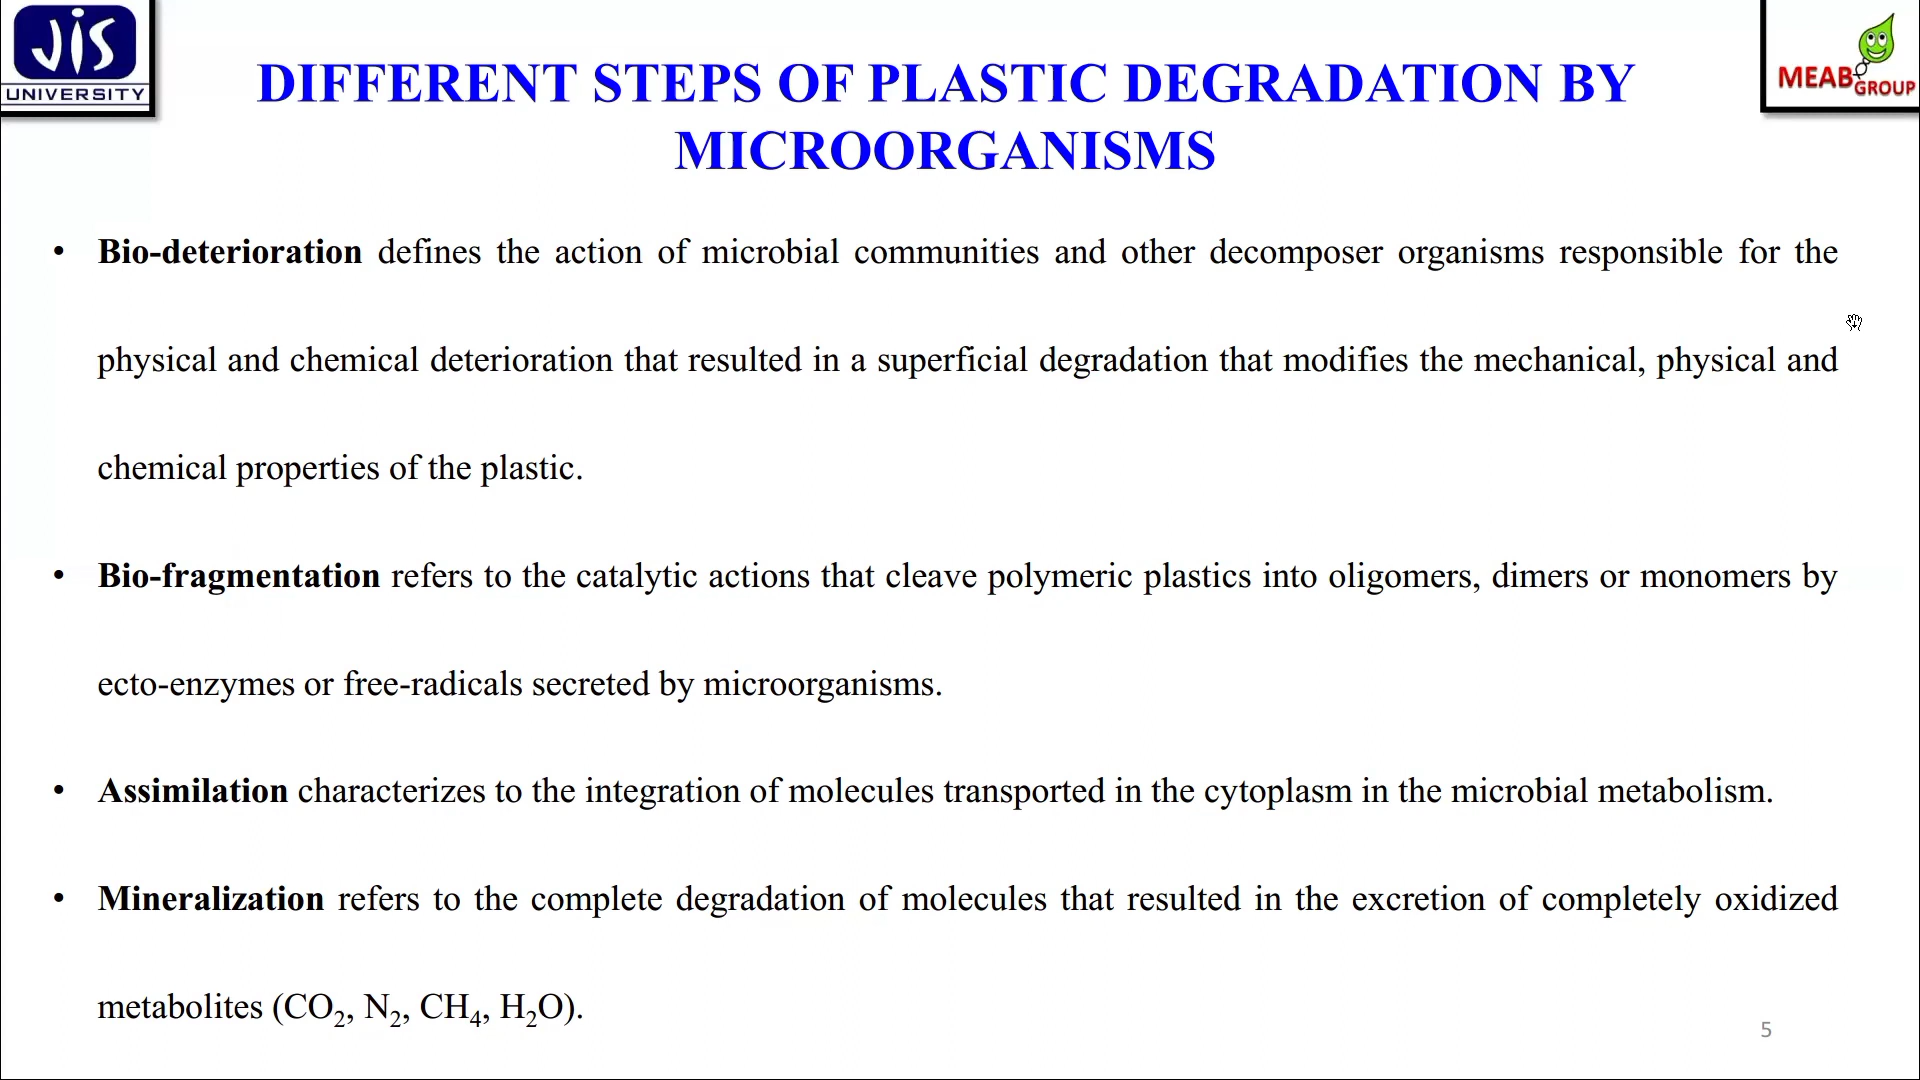 JIS
UNIVERSITY
MEAB GROUP
DIFFERENT STEPS OF PLASTIC DEGRADATION BY
MICROORGANISMS
• Bio-deterioration defines the action of microbial communities and other decomposer organisms responsible for the
physical and chemical deterioration that resulted in a superficial degradation that modifies the mechanical, physical and
chemical properties of the plastic.
• Bio-fragmentation refers to the catalytic actions that cleave polymeric plastics into oligomers, dimers or monomers by
ecto-enzymes or free-radicals secreted by microorganisms.
• Assimilation characterizes to the integration of molecules transported in the cytoplasm in the microbial metabolism.
• Mineralization refers to the complete degradation of molecules that resulted in the excretion of completely oxidized
metabolites (CO₂, N₂, CH₄, H₂O).
5